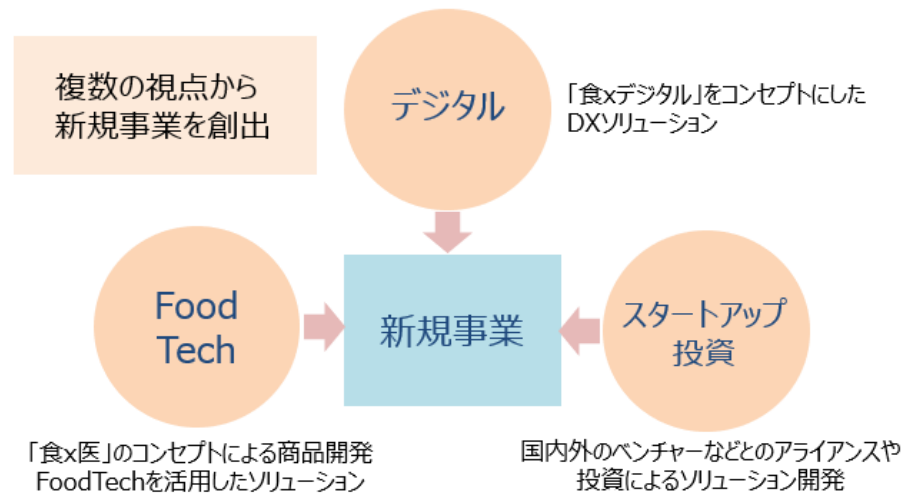 複数の視点から
新規事業を創出
デジタル
「食xデジタル」をコンセプトにした
DXソリューション
Food
Tech
新規事業
スタートアップ
投資
「食x医」のコンセプトによる商品開発
FoodTechを活用したソリューション
国内外のベンチャーなどとのアライアンスや
投資によるソリューション開発